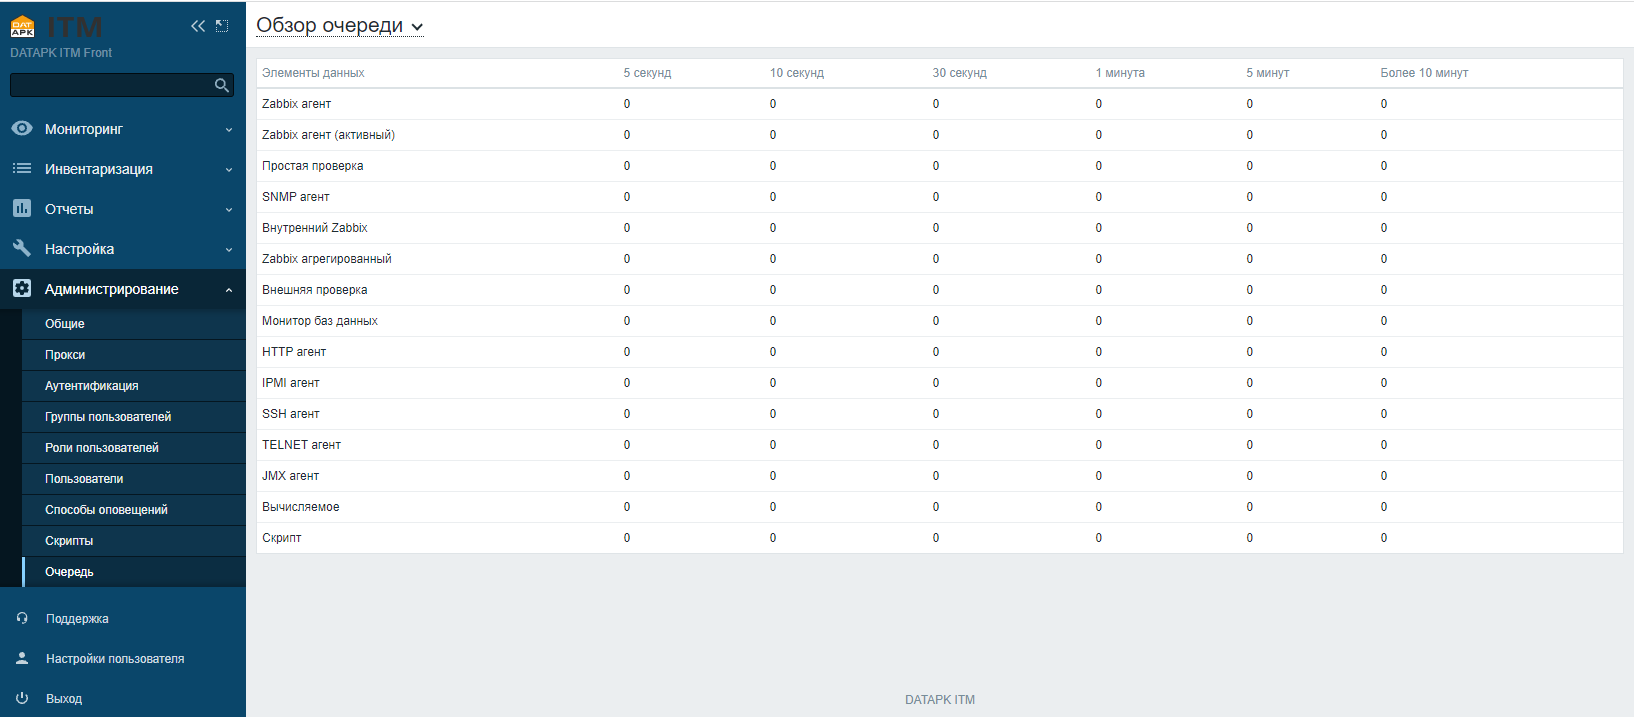 DATAPK ITM
DATAPK ITM Front
Мониторинг
Инвентаризация
Отчеты
Настройка
Администрирование
Общие
Прокси
Аутентификация
Группы пользователей
Роли пользователей
Пользователи
Способы оповещений
Скрипты
Очередь
Поддержка
Настройки пользователя
Выход
Обзор очереди
Элементы данных 5 секунд 10 секунд 30 секунд 1 минута 5 минут Более 10 минут
Zabbix агент 0 0 0 0 0 0
Zabbix агент (активный) 0 0 0 0 0 0
Простая проверка 0 0 0 0 0 0
SNMP агент 0 0 0 0 0 0
Внутренний Zabbix 0 0 0 0 0 0
Zabbix агрегированный 0 0 0 0 0 0
Внешняя проверка 0 0 0 0 0 0
Монитор баз данных 0 0 0 0 0 0
HTTP агент 0 0 0 0 0 0
IPMI агент 0 0 0 0 0 0
SSH агент 0 0 0 0 0 0
TELNET агент 0 0 0 0 0 0
JMX агент 0 0 0 0 0 0
Вычисляемое 0 0 0 0 0 0
Скрипт 0 0 0 0 0 0
DATAPK ITM